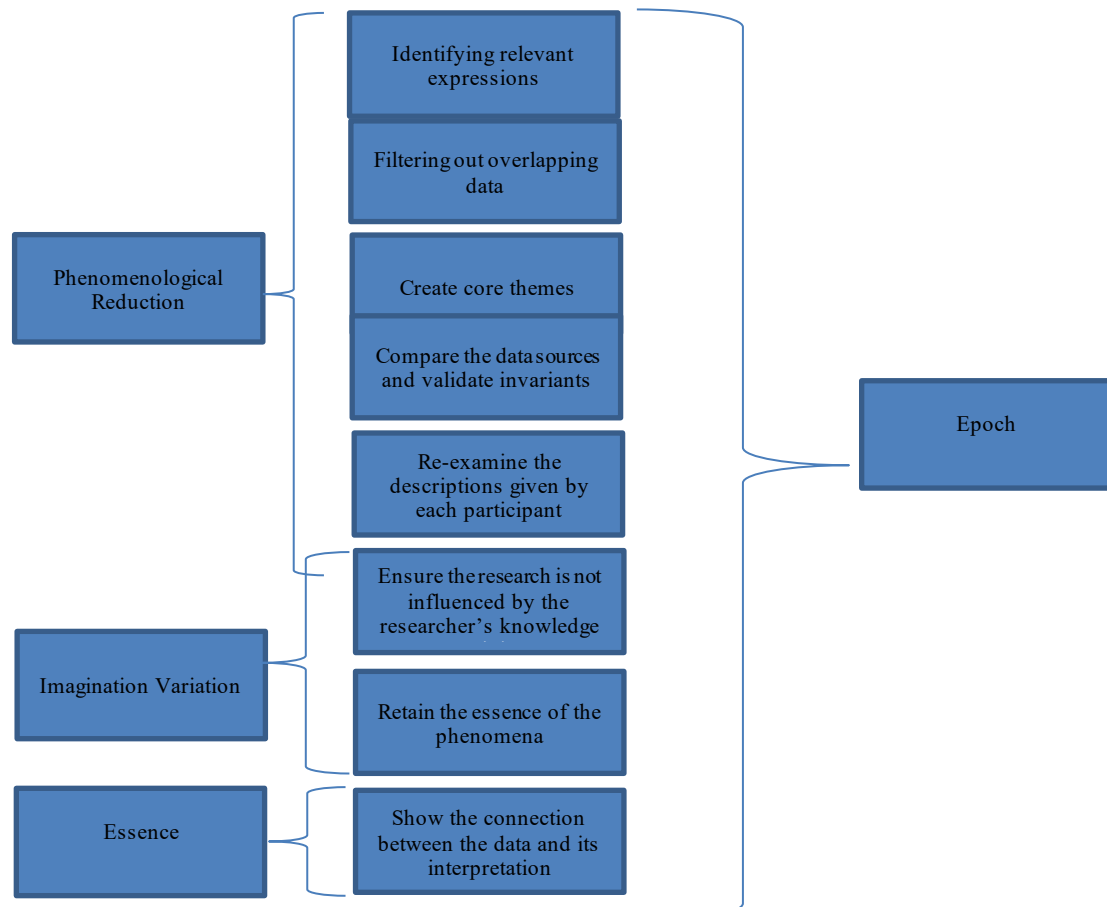 Identifying relevant
expressions
Filtering out overlapping
data
Phenomenological
Reduction
Create core themes
Compare the data sources
and validate invariants
Epoch
Re-examine the
descriptions given by
each participant
Ensure the research is not
influenced by the
researcher’s knowledge
Imagination Variation
Retain the essence of the
phenomena
Essence
Show the connection
between the data and its
interpretation